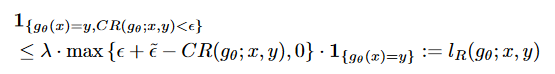 𝟏_{g_θ(x)=y,CR(g_θ;x,y)<ϵ}
≤ λ · max {ϵ + ϵ̃ − CR(g_θ; x, y), 0} · 𝟏_{g_θ(x)=y} := l_R(g_θ; x, y)